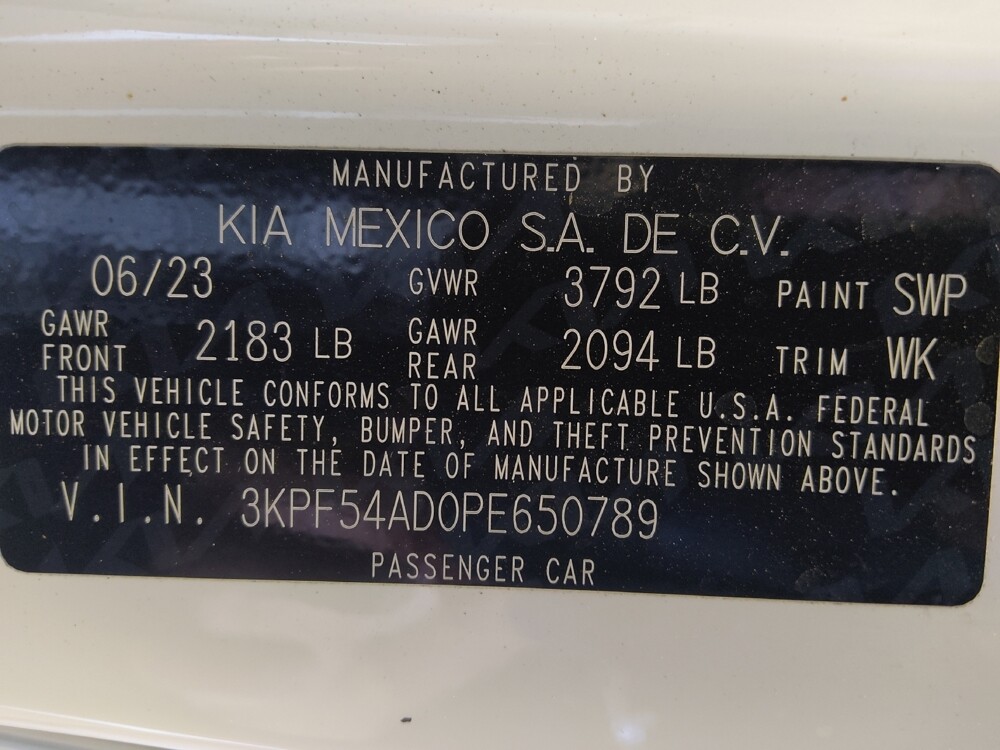 MANUFACTURED BY
KIA MEXICO S.A. DE C.V.
06/23 GVWR 3792 LB PAINT SWP
GAWR FRONT 2183 LB GAWR REAR 2094 LB TRIM WK
THIS VEHICLE CONFORMS TO ALL APPLICABLE U.S.A. FEDERAL
MOTOR VEHICLE SAFETY, BUMPER, AND THEFT PREVENTION STANDARDS
IN EFFECT ON THE DATE OF MANUFACTURE SHOWN ABOVE.
V.I.N. 3KPF54AD0PE650789
PASSENGER CAR